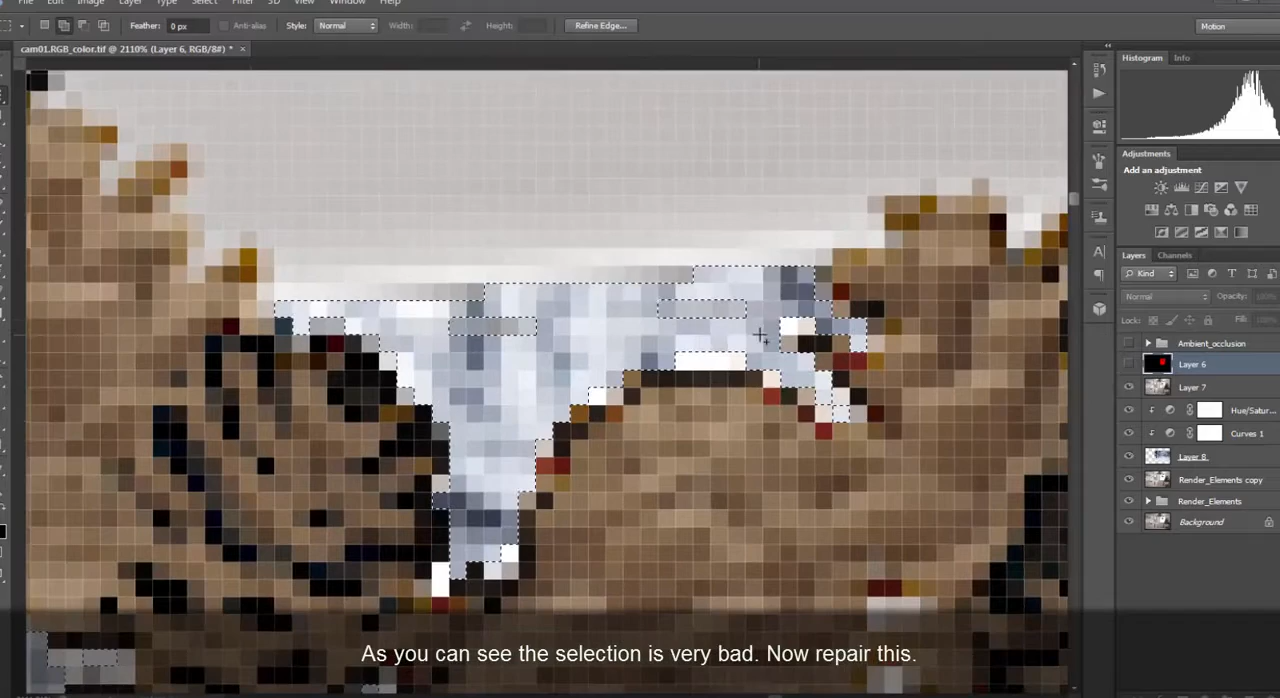 File Edit Image Layer Type Select Filter 3D View Window Help
Feather: 0 px Anti-alias Style: Normal Width: Height: Refine Edge... Motion
cam01.RGB_color.tif @ 2110% (Layer 6, RGB/8#) * ×
Histogram Info
Adjustments
Add an adjustment
Layers Channels
Kind
Normal Opacity:
Lock: Fill:
Ambient_occlusion
Layer 6
Layer 7
Hue/Satur...
Curves 1
Layer 8
Render_Elements copy
Render_Elements
Background
As you can see the selection is very bad. Now repair this.